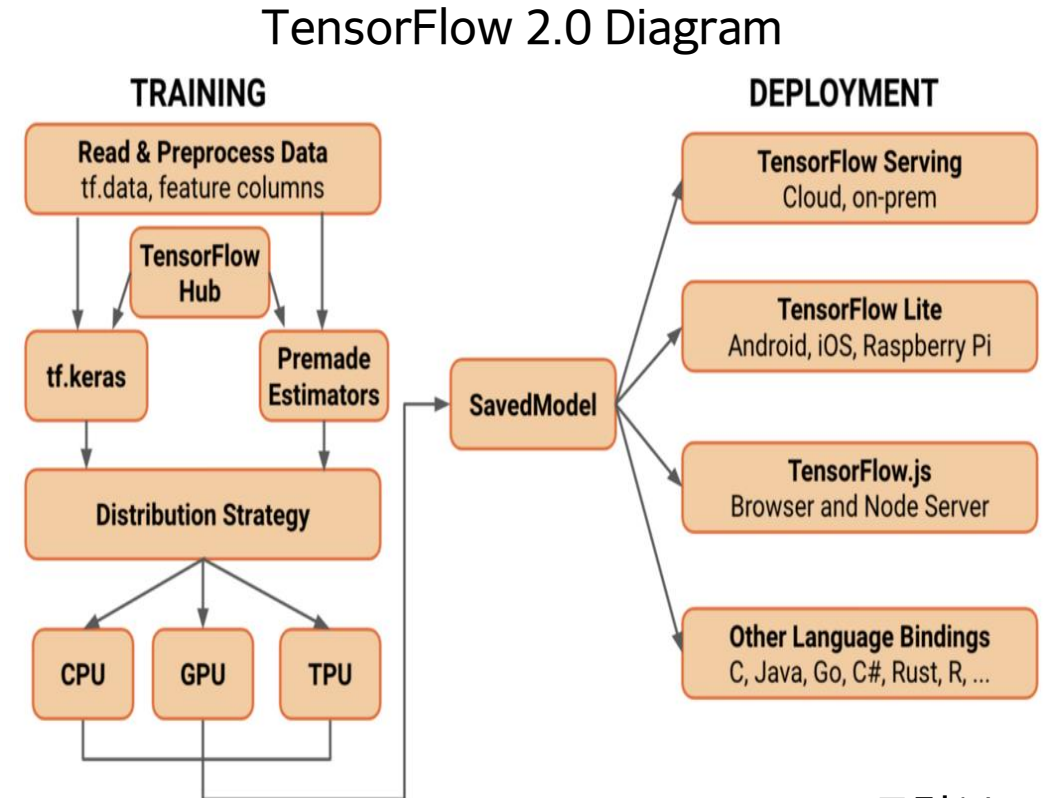 TensorFlow 2.0 Diagram
TRAINING
Read & Preprocess Data
tf.data, feature columns
TensorFlow
Hub
tf.keras
Premade
Estimators
Distribution Strategy
CPU
GPU
TPU
SavedModel
DEPLOYMENT
TensorFlow Serving
Cloud, on-prem
TensorFlow Lite
Android, iOS, Raspberry Pi
TensorFlow.js
Browser and Node Server
Other Language Bindings
C, Java, Go, C#, Rust, R, ...